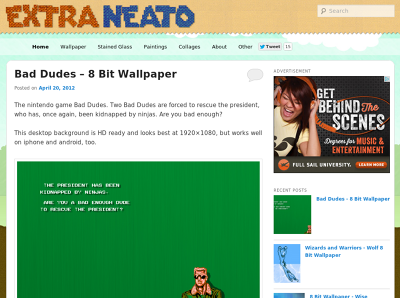 EXTRA NEATO
Search
Home Wallpaper Stained Glass Paintings Collages About Other Tweet 15
Bad Dudes – 8 Bit Wallpaper
Posted on April 20, 2012
The nintendo game Bad Dudes. Two Bad Dudes are forced to rescue the president,
who has, once again, been kidnapped by ninjas. Are you bad enough?
This desktop background is HD ready and looks best at 1920×1080, but works well
on iphone and android, too.
THE PRESIDENT HAS BEEN
KIDNAPPED BY NINJAS.
ARE YOU A BAD ENOUGH DUDE
TO RESCUE THE PRESIDENT?
ADVERTISEMENT
GET
BEHIND The
SCENES
Degrees for MUSIC &
ENTERTAINMENT
FULL SAIL UNIVERSITY.
LEARN MORE
RECENT POSTS
Bad Dudes – 8 Bit Wallpaper
Wizards and Warriors – Wolf 8
Bit Wallpaper
8 Bit Wallpaper – Wise